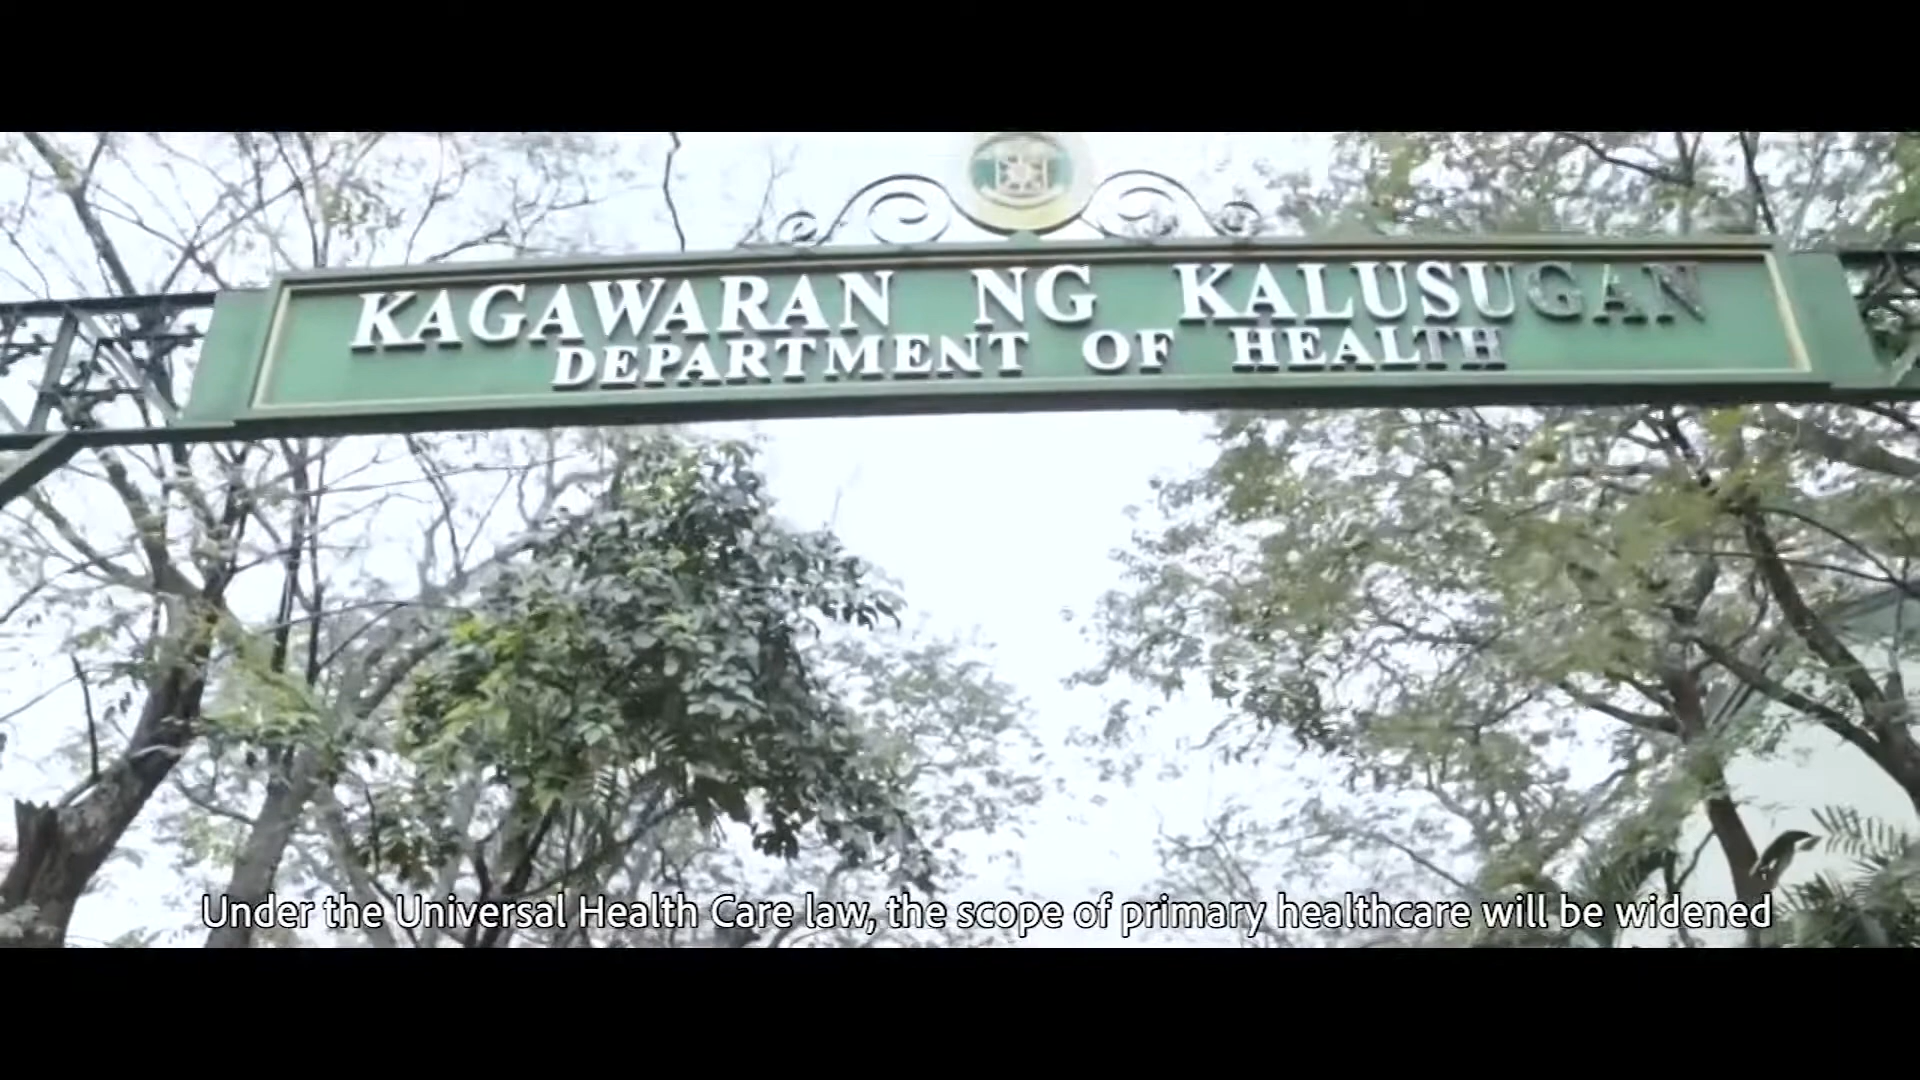 KAGAWARAN NG KALUSUGAN
DEPARTMENT OF HEALTH
Under the Universal Health Care law, the scope of primary healthcare will be widened